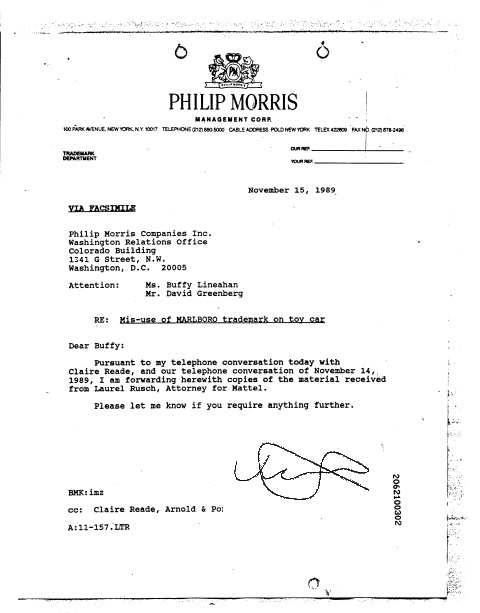 PM
PHILIP MORRIS
PHILIP MORRIS
MANAGEMENT CORP.
100 PARK AVENUE, NEW YORK, N.Y. 10017 TELEPHONE (212) 880-5000 CABLE ADDRESS POLD NEW YORK TELEX 422609 FAX NO. (212) 878-2496
TRADEMARK
DEPARTMENT
OUR REF.
YOUR REF.
November 15, 1989
VIA FACSIMILE
Philip Morris Companies Inc.
Washington Relations Office
Colorado Building
1341 G Street, N.W.
Washington, D.C. 20005
Attention: Ms. Buffy Lineahan
Mr. David Greenberg
RE: Mis-use of MARLBORO trademark on toy car
Dear Buffy:
Pursuant to my telephone conversation today with
Claire Reade, and our telephone conversation of November 14,
1989, I am forwarding herewith copies of the material received
from Laurel Rusch, Attorney for Mattel.
Please let me know if you require anything further.
BMK:imz
cc: Claire Reade, Arnold & Po
A:11-157.LTR
2062100302